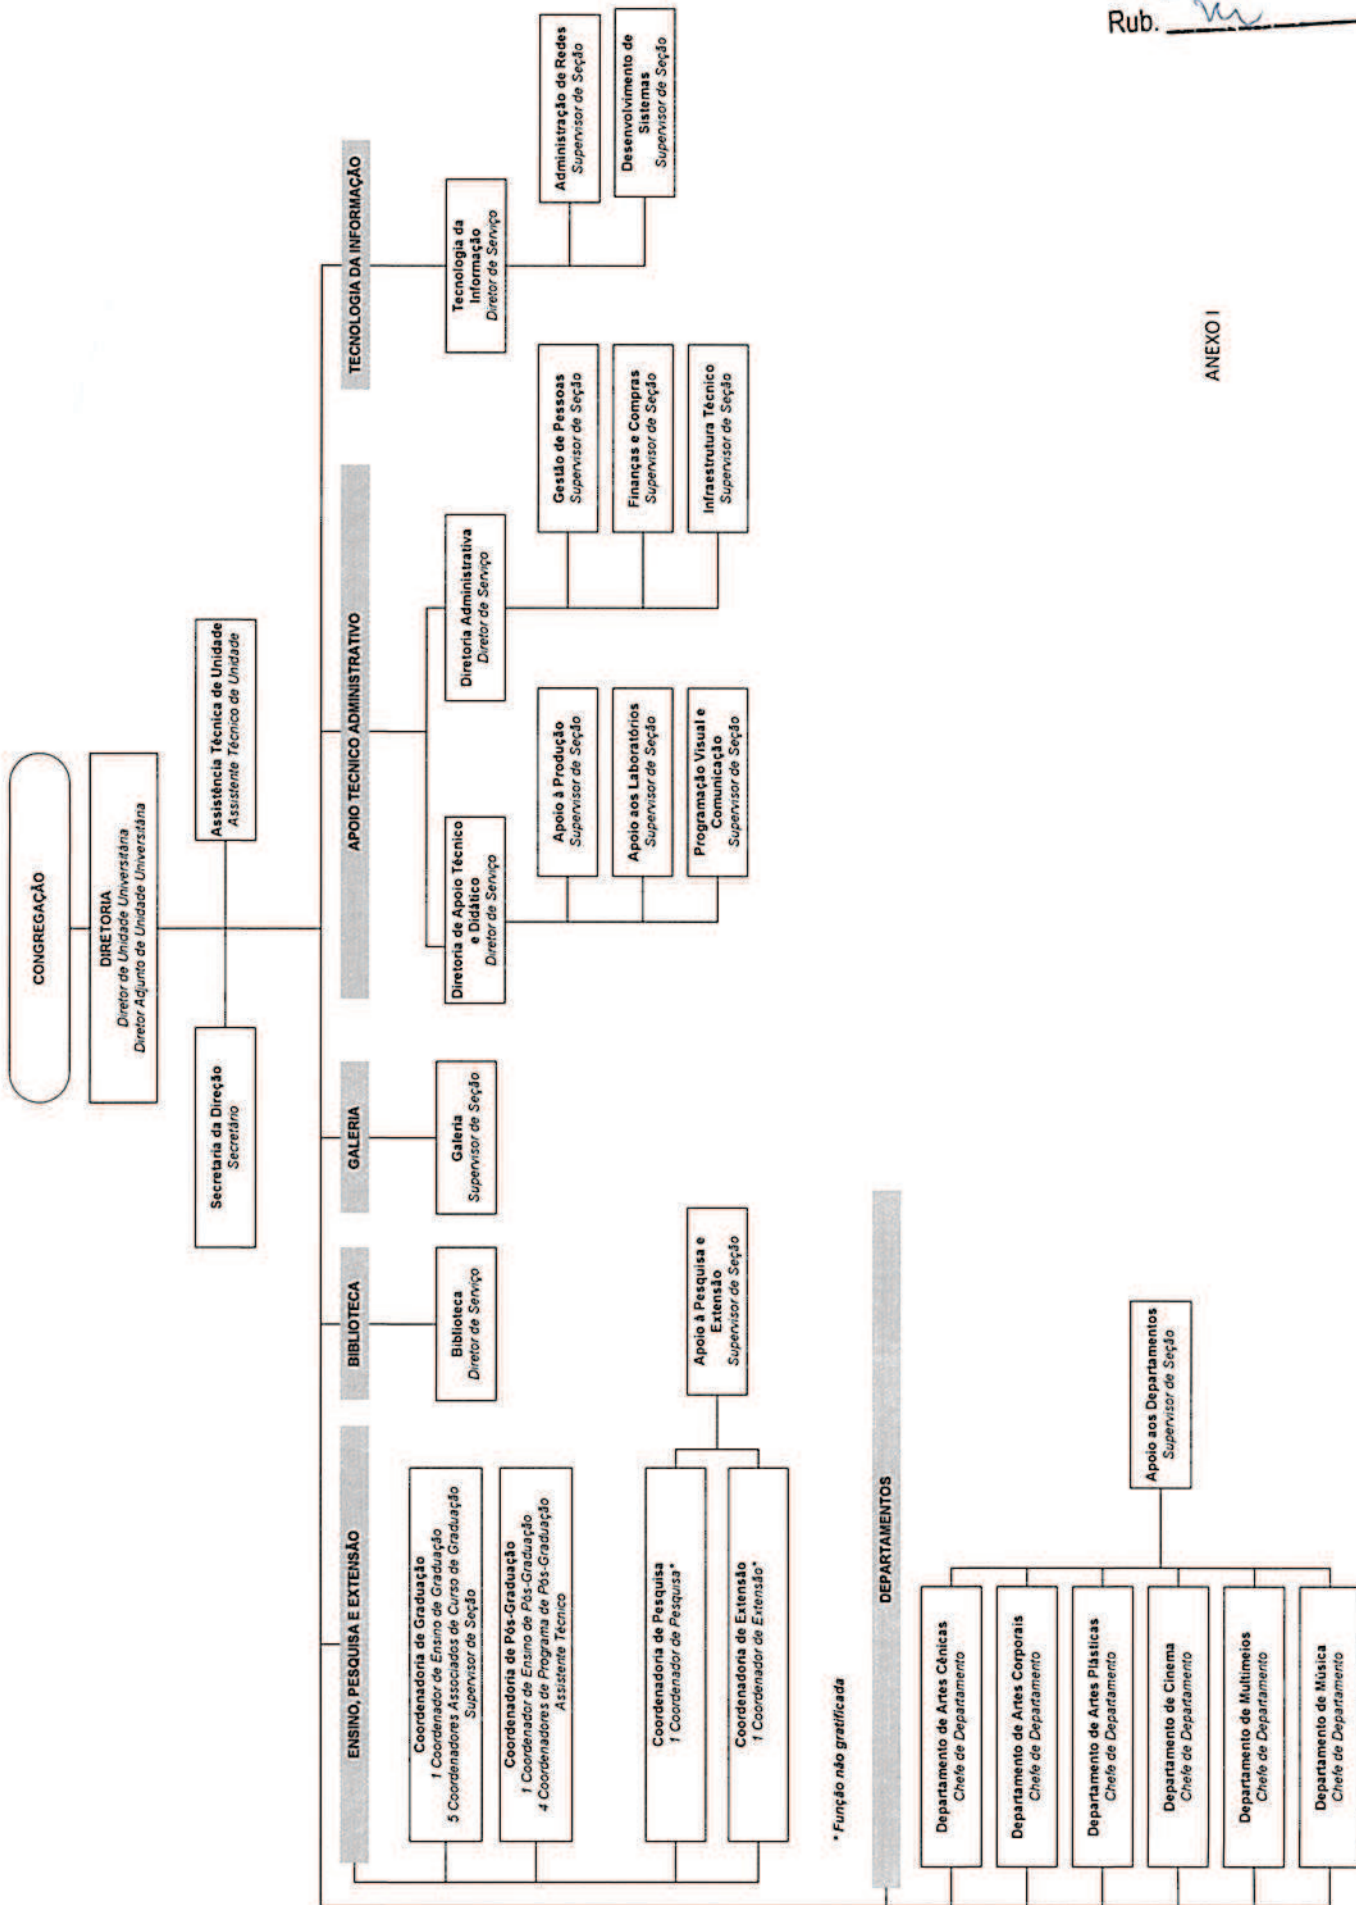 Rub.
CONGREGAÇÃO
DIRETORIA
Diretor de Unidade Universitária
Diretor Adjunto de Unidade Universitária
Secretaria da Direção
Secretário
Assistência Técnica de Unidade
Assistente Técnico de Unidade
ENSINO, PESQUISA E EXTENSÃO
BIBLIOTECA
GALERIA
APOIO TECNICO ADMINISTRATIVO
TECNOLOGIA DA INFORMAÇÃO
Coordenadoria de Graduação
1 Coordenador de Ensino de Graduação
5 Coordenadores Associados de Curso de Graduação
Supervisor de Seção
Coordenadoria de Pós-Graduação
1 Coordenador de Ensino de Pós-Graduação
4 Coordenadores de Programa de Pós-Graduação
Assistente Técnico
Coordenadoria de Pesquisa
1 Coordenador de Pesquisa*
Coordenadoria de Extensão
1 Coordenador de Extensão*
Apoio à Pesquisa e
Extensão
Supervisor de Seção
* Função não gratificada
Biblioteca
Diretor de Serviço
Galeria
Supervisor de Seção
Diretoria de Apoio Técnico
e Didático
Diretor de Serviço
Apoio à Produção
Supervisor de Seção
Apoio aos Laboratórios
Supervisor de Seção
Programação Visual e
Comunicação
Supervisor de Seção
Diretoria Administrativa
Diretor de Serviço
Gestão de Pessoas
Supervisor de Seção
Finanças e Compras
Supervisor de Seção
Infraestrutura Técnico
Supervisor de Seção
Tecnologia da
Informação
Diretor de Serviço
Administração de Redes
Supervisor de Seção
Desenvolvimento de
Sistemas
Supervisor de Seção
DEPARTAMENTOS
Departamento de Artes Cênicas
Chefe de Departamento
Departamento de Artes Corporais
Chefe de Departamento
Departamento de Artes Plásticas
Chefe de Departamento
Departamento de Cinema
Chefe de Departamento
Departamento de Multimeios
Chefe de Departamento
Departamento de Música
Chefe de Departamento
Apoio aos Departamentos
Supervisor de Seção
ANEXO I